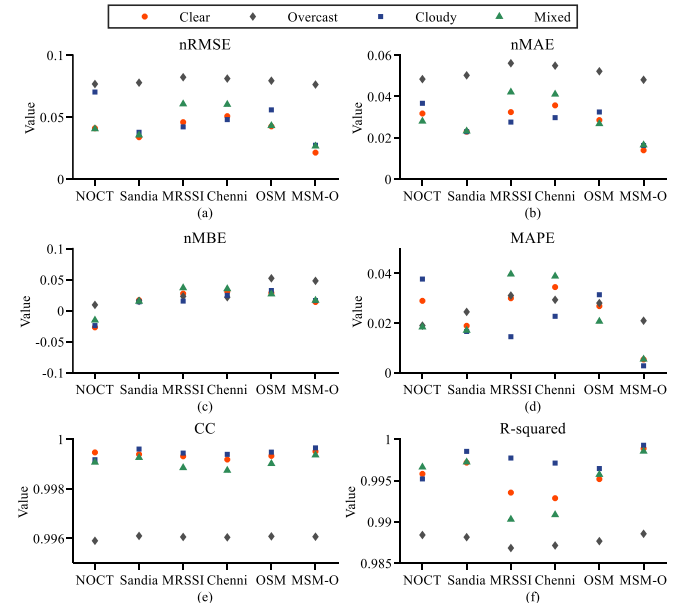 Clear Overcast Cloudy Mixed
nRMSE
0.1
0.05
0
Value
NOCT Sandia MRSSI Chenni OSM MSM-O
(a)
nMAE
0.06
0.04
0.02
0
Value
NOCT Sandia MRSSI Chenni OSM MSM-O
(b)
nMBE
0.1
0.05
0
-0.05
-0.1
Value
NOCT Sandia MRSSI Chenni OSM MSM-O
(c)
MAPE
0.04
0.02
0
Value
NOCT Sandia MRSSI Chenni OSM MSM-O
(d)
CC
1
0.998
0.996
Value
NOCT Sandia MRSSI Chenni OSM MSM-O
(e)
R-squared
1
0.995
0.99
0.985
Value
NOCT Sandia MRSSI Chenni OSM MSM-O
(f)